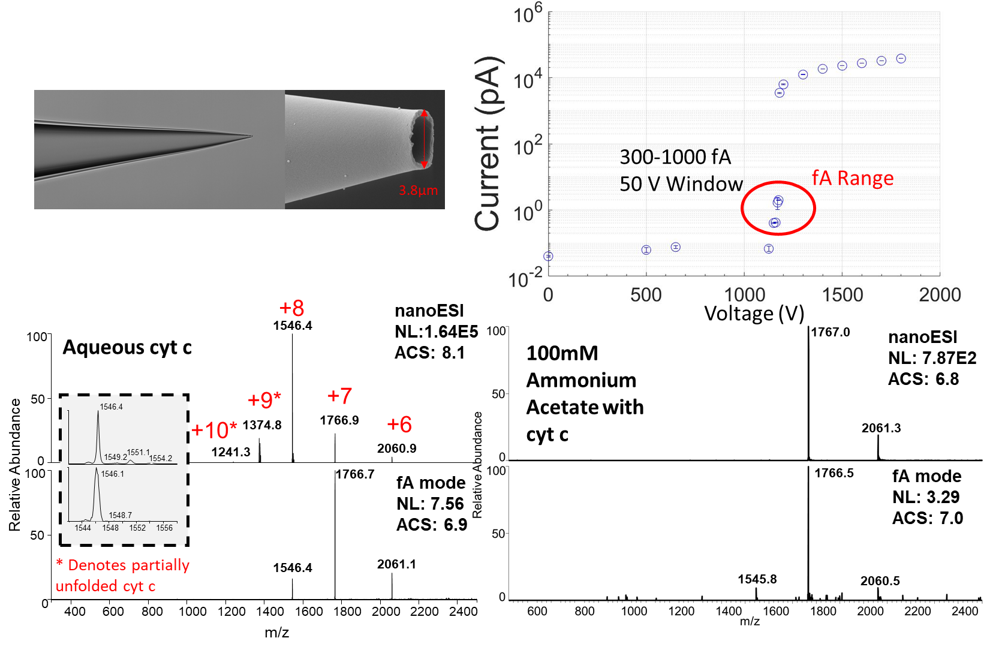 3.8µm
10^6
10^4
10^2
10^0
10^-2
Current (pA)
300-1000 fA
50 V Window
fA Range
0 500 1000 1500 2000
Voltage (V)
Aqueous cyt c
nanoESI
NL:1.64E5
ACS: 8.1
100
50
0
+8
1546.4
+9*
1374.8
+10*
1241.3
+7
1766.9
+6
2060.9
1546.4
1549.2
1551.1
1554.2
1546.1
1548.7
1544 1548 1552 1556
Relative Abundance
100
50
0
1766.7
fA mode
NL: 7.56
ACS: 6.9
1546.4
2061.1
* Denotes partially
unfolded cyt c
400 600 800 1000 1200 1400 1600 1800 2000 2200 2400
m/z
100mM
Ammonium
Acetate with
cyt c
100
50
0
1767.0
nanoESI
NL: 7.87E2
ACS: 6.8
2061.3
Relative Abundance
100
50
0
1766.5
fA mode
NL: 3.29
ACS: 7.0
1545.8
2060.5
600 800 1000 1200 1400 1600 1800 2000 2200 2400
m/z